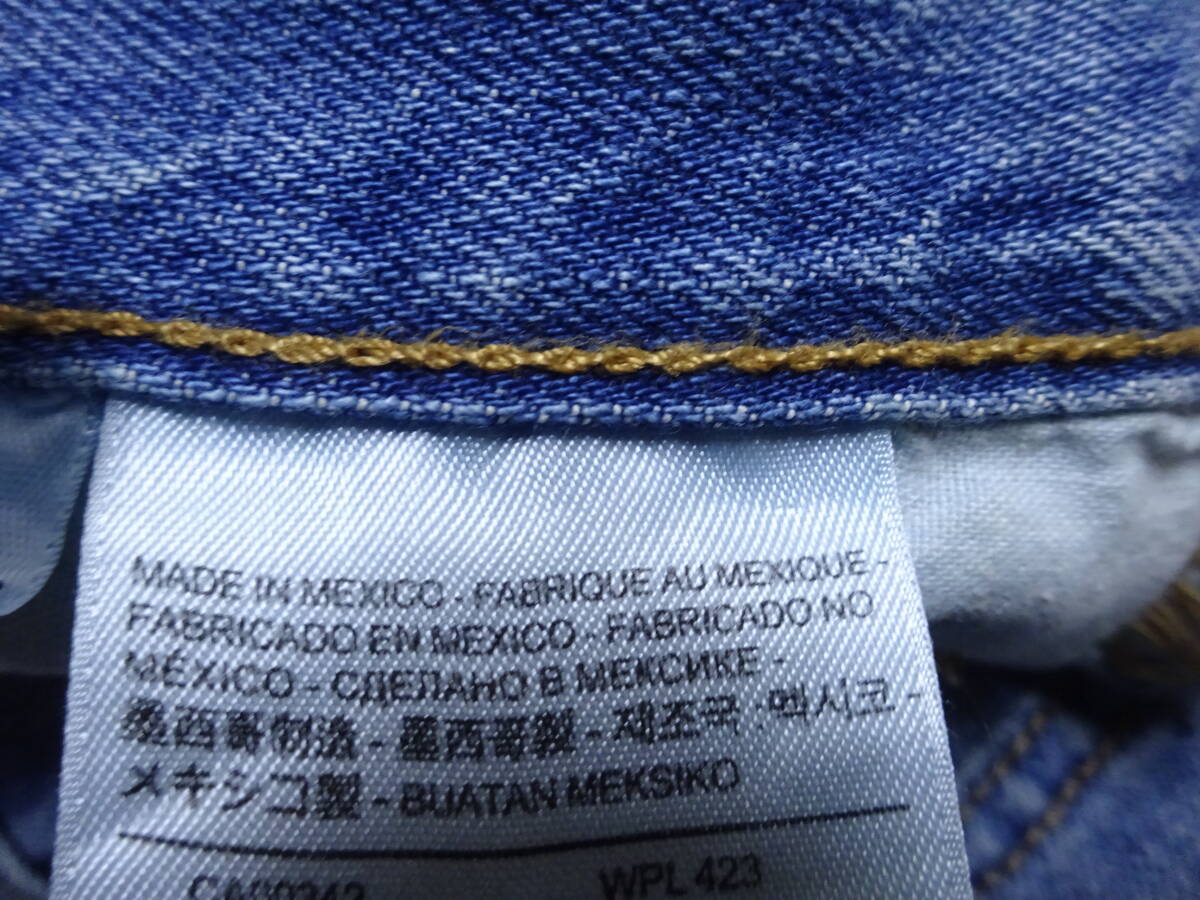 MADE IN MEXICO - FABRIQUE AU MEXIQUE -
FABRICADO EN MEXICO - FABRICADO NO
MÉXICO - СДЕЛАНО В МЕКСИКЕ -
墨西哥制造 - 墨西哥製 - 제조국 : 멕시코 -
メキシコ製 - BUATAN MEKSIKO
WPL 423